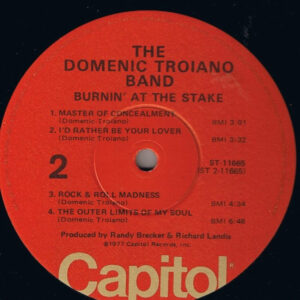 THE
DOMENIC TROIANO
BAND
BURNIN' AT THE STAKE
1. MASTER OF CONCEALMENT
(Domenic Troiano) BMI 3:01
2. I'D RATHER BE YOUR LOVER
(Domenic Troiano) BMI 3:32
2
ST-11665
(ST 2-11665)
3. ROCK & ROLL MADNESS
(Domenic Troiano) BMI 4:34
4. THE OUTER LIMITS OF MY SOUL
(Domenic Troiano) BMI 6:48
Produced by Randy Brecker & Richard Landis
©1977 Capitol Records, Inc.
Capitol